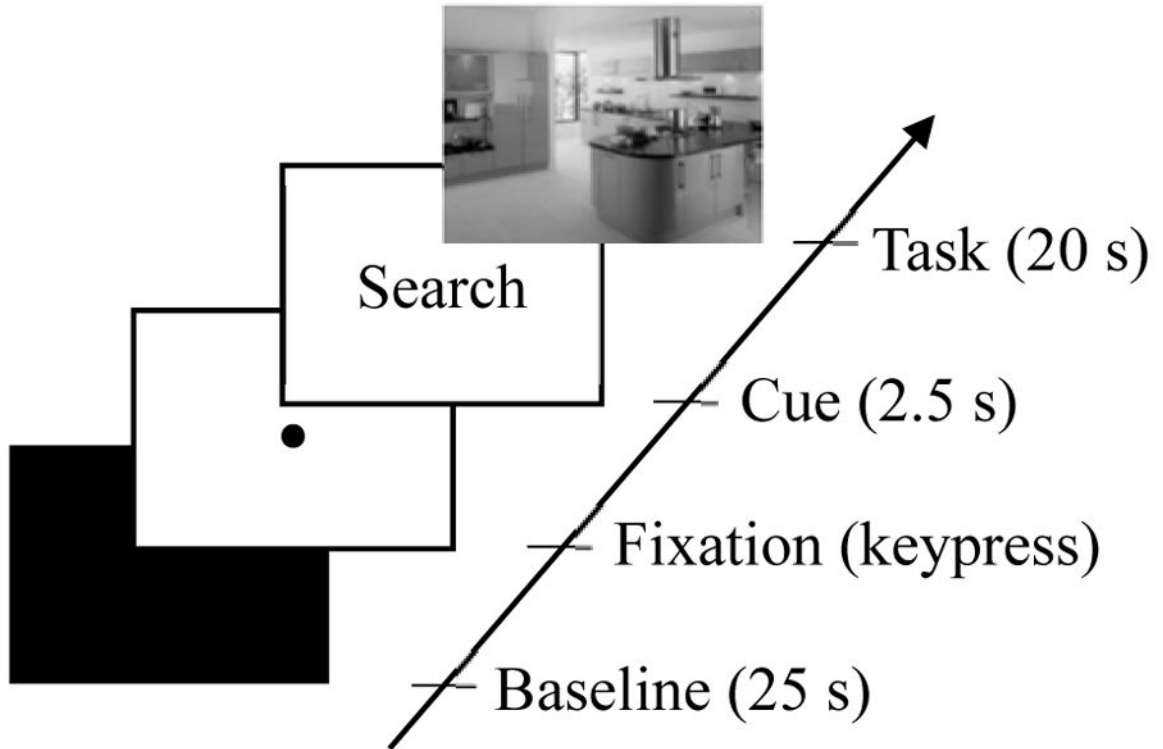 Search
Task (20 s)
Cue (2.5 s)
Fixation (keypress)
Baseline (25 s)